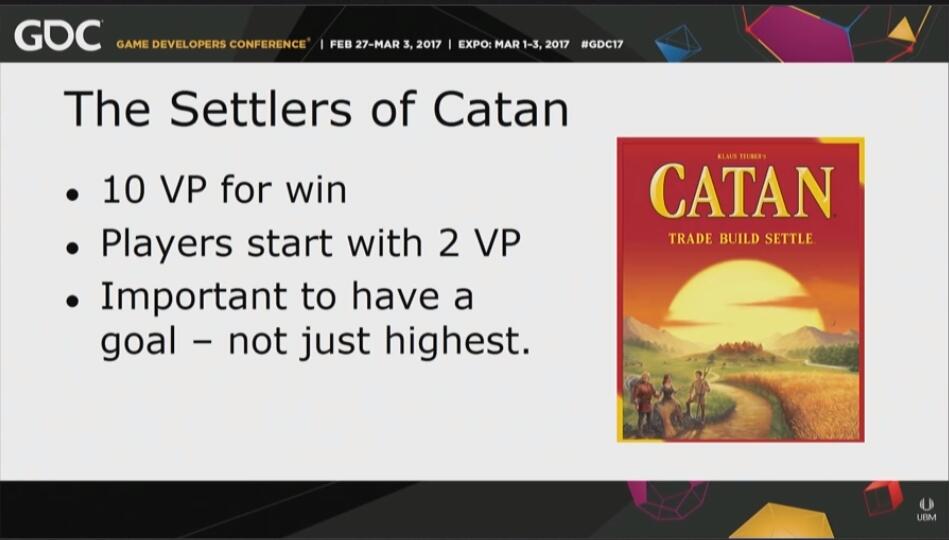 GDC GAME DEVELOPERS CONFERENCE® | FEB 27–MAR 3, 2017 | EXPO: MAR 1–3, 2017 #GDC17
The Settlers of Catan
• 10 VP for win
• Players start with 2 VP
• Important to have a
goal – not just highest.
KLAUS TEUBER'S
CATAN
TRADE BUILD SETTLE
UBM